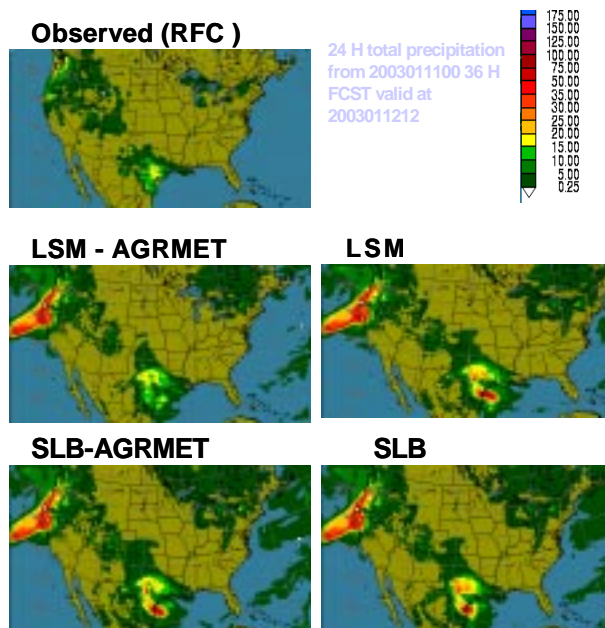 Observed (RFC )
24 H total precipitation
from 2003011100 36 H
FCST valid at
2003011212
175.00
150.00
125.00
100.00
75.00
50.00
35.00
30.00
25.00
20.00
15.00
10.00
5.00
0.25
LSM - AGRMET
LSM
SLB-AGRMET
SLB